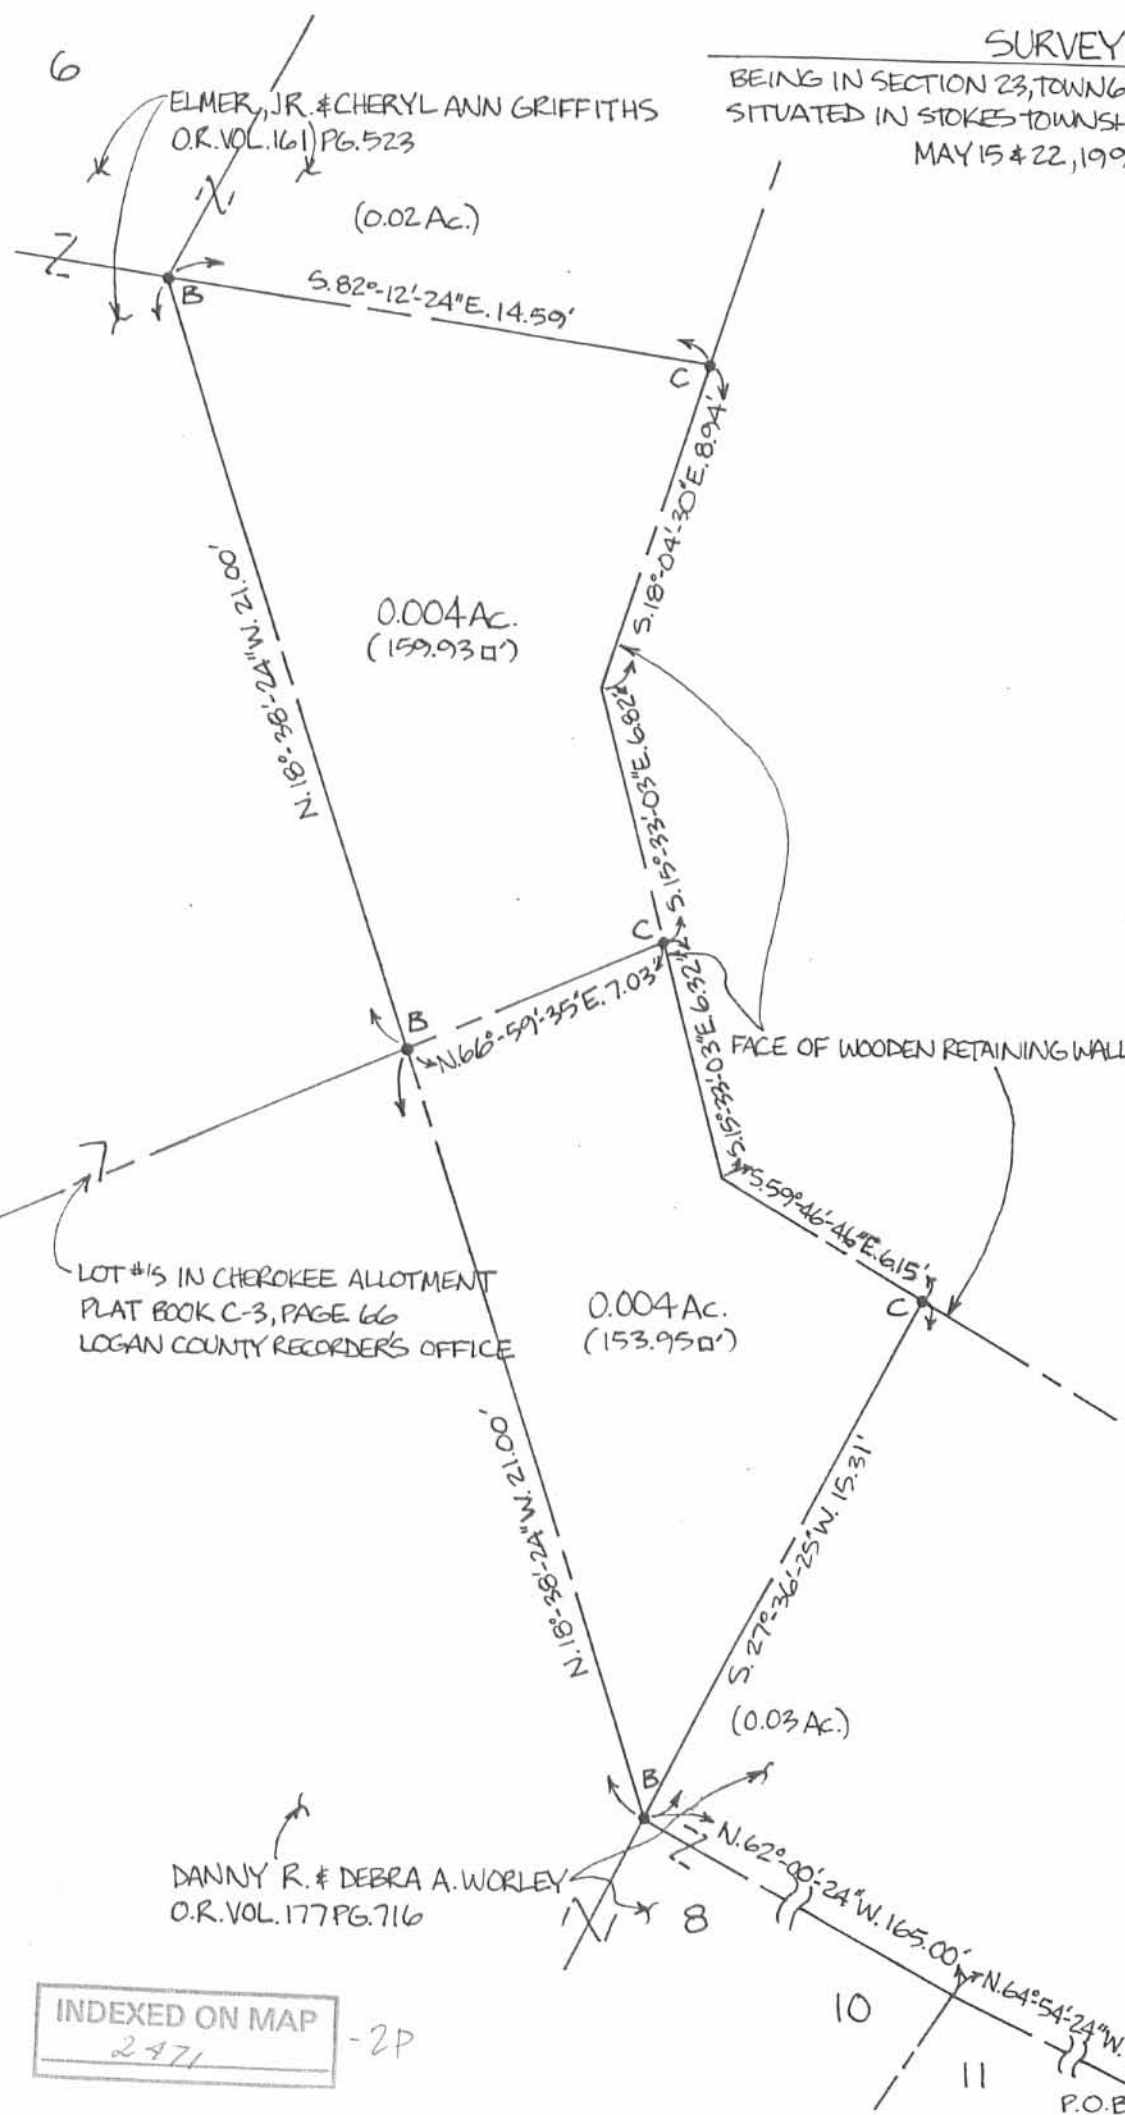 SURVEY
BEING IN SECTION 23, TOWN 6
SITUATED IN STOKES TOWNSH
MAY 15 & 22, 199
6
ELMER, JR. & CHERYL ANN GRIFFITHS
O.R. VOL. 161 PG. 523
(0.02 AC.)
B
S.82°-12'-24"E. 14.59'
C
S.18°-04'-30"E. 8.94'
N.18°-38'-24"W. 21.00'
0.004 AC.
(159.93□')
S.15°-33'-03"E. 6.82'
C
B
N.66°-59'-35"E. 7.03'
S.15°-33'-03"E. 6.32'
FACE OF WOODEN RETAINING WALL
7
S.59°-46'-46"E. 6.15'
LOT #15 IN CHEROKEE ALLOTMENT
PLAT BOOK C-3, PAGE 66
LOGAN COUNTY RECORDER'S OFFICE
0.004 AC.
(153.95□')
C
N.18°-38'-24"W. 21.00'
S.27°-36'-25"W. 15.31'
(0.03 AC.)
B
DANNY R. & DEBRA A. WORLEY
O.R. VOL. 177 PG. 716
8
N.62°-00'-24"W. 165.00'
N.64°-54'-24"W.
10
11
P.O.B
INDEXED ON MAP
2471
-2P